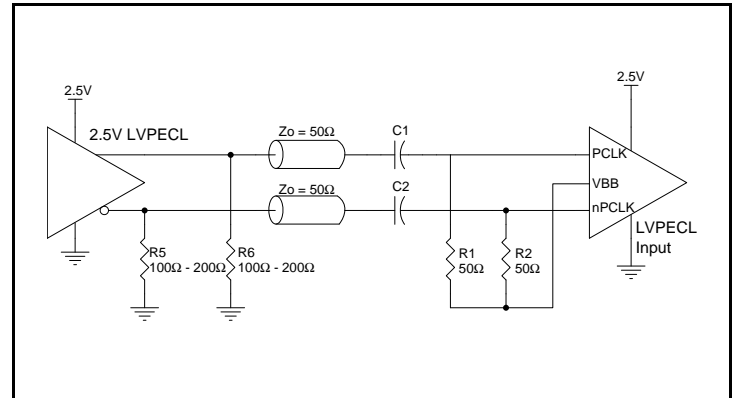 2.5V
2.5V LVPECL
Zo = 50Ω
C1
Zo = 50Ω
C2
2.5V
PCLK
VBB
nPCLK
LVPECL
Input
R5
100Ω - 200Ω
R6
100Ω - 200Ω
R1
50Ω
R2
50Ω